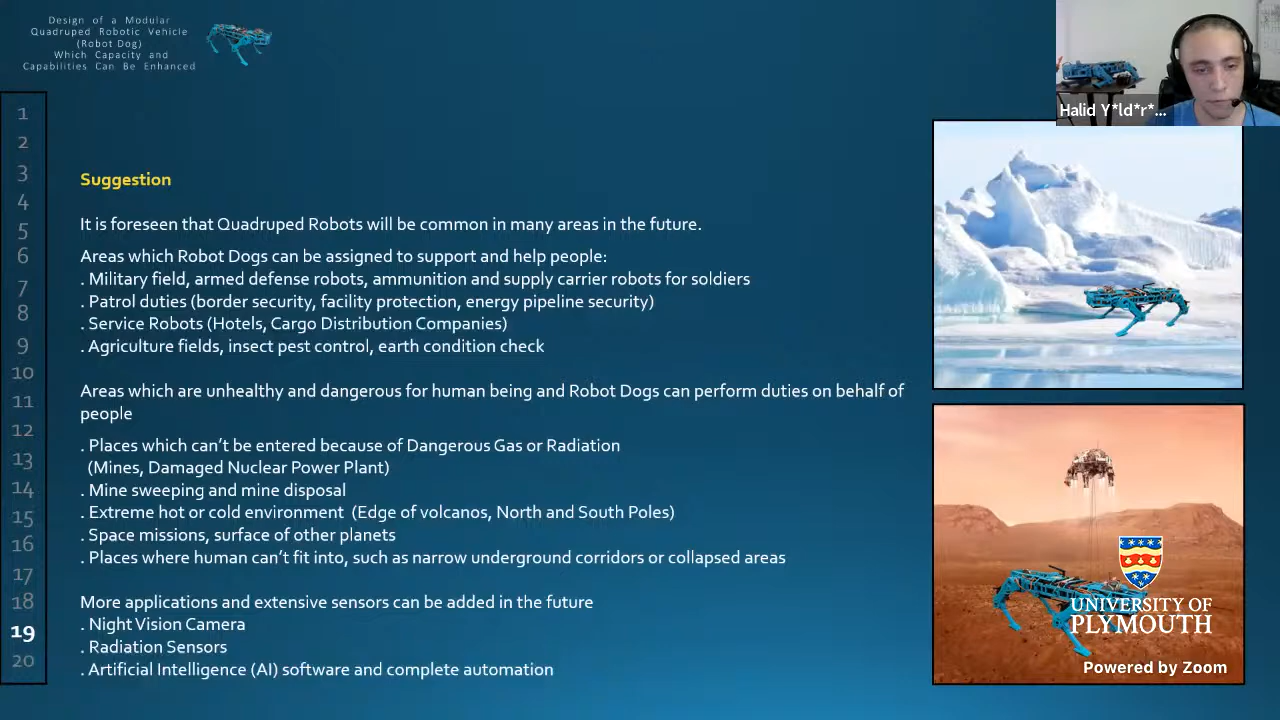 Design of a Modular
Quadruped Robotic Vehicle
(Robot Dog)
Which Capacity and
Capabilities Can Be Enhanced
Halid Y*ld*r*...
1
2
3
4
5
6
7
8
9
10
11
12
13
14
15
16
17
18
19
20
Suggestion
It is foreseen that Quadruped Robots will be common in many areas in the future.
Areas which Robot Dogs can be assigned to support and help people:
. Military field, armed defense robots, ammunition and supply carrier robots for soldiers
. Patrol duties (border security, facility protection, energy pipeline security)
. Service Robots (Hotels, Cargo Distribution Companies)
. Agriculture fields, insect pest control, earth condition check
Areas which are unhealthy and dangerous for human being and Robot Dogs can perform duties on behalf of
people
. Places which can't be entered because of Dangerous Gas or Radiation
(Mines, Damaged Nuclear Power Plant)
. Mine sweeping and mine disposal
. Extreme hot or cold environment (Edge of volcanos, North and South Poles)
. Space missions, surface of other planets
. Places where human can't fit into, such as narrow underground corridors or collapsed areas
More applications and extensive sensors can be added in the future
. Night Vision Camera
. Radiation Sensors
. Artificial Intelligence (AI) software and complete automation
UNIVERSITY OF
PLYMOUTH
Powered by Zoom